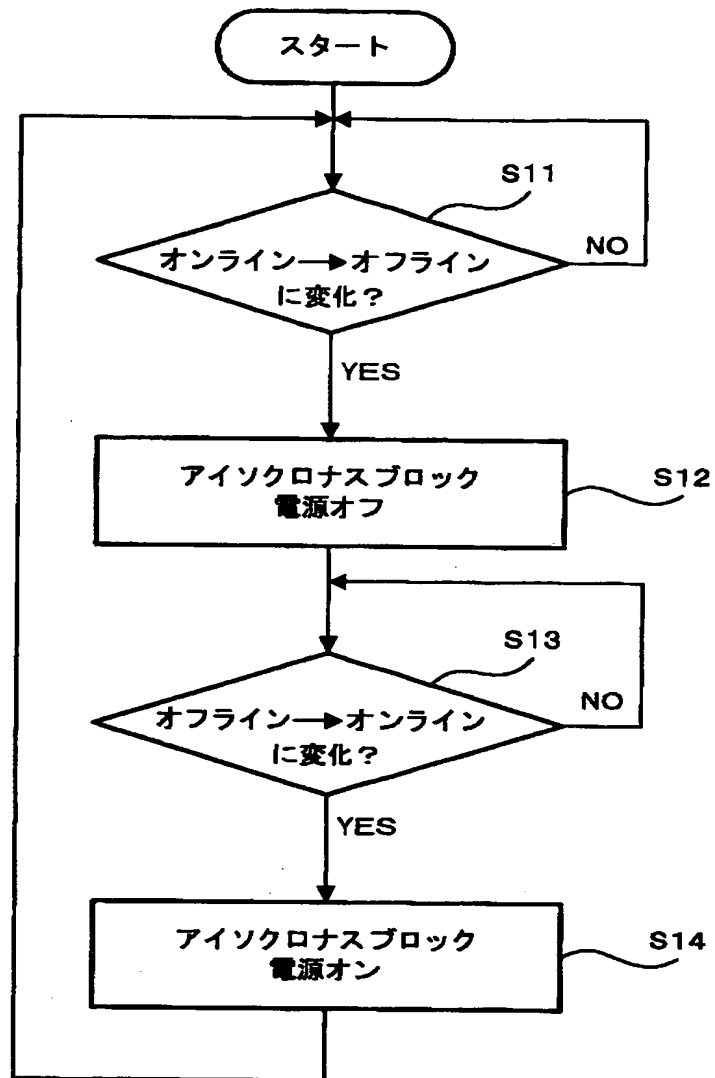 スタート
S11
オンライン→オフライン
に変化?
NO
YES
アイソクロナスブロック
電源オフ
S12
S13
オフライン→オンライン
に変化?
NO
YES
アイソクロナスブロック
電源オン
S14